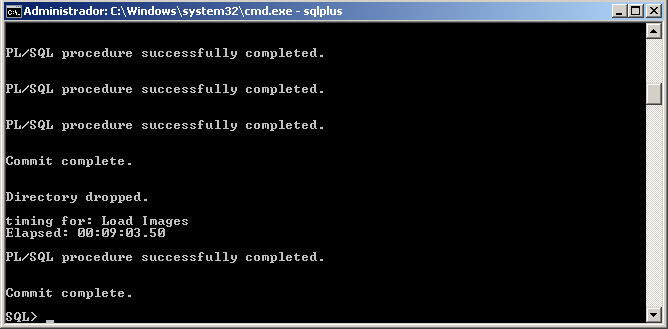 Administrador: C:\Windows\system32\cmd.exe - sqlplus
PL/SQL procedure successfully completed.
PL/SQL procedure successfully completed.
PL/SQL procedure successfully completed.
Commit complete.
Directory dropped.
timing for: Load Images
Elapsed: 00:09:03.50
PL/SQL procedure successfully completed.
Commit complete.
SQL> _